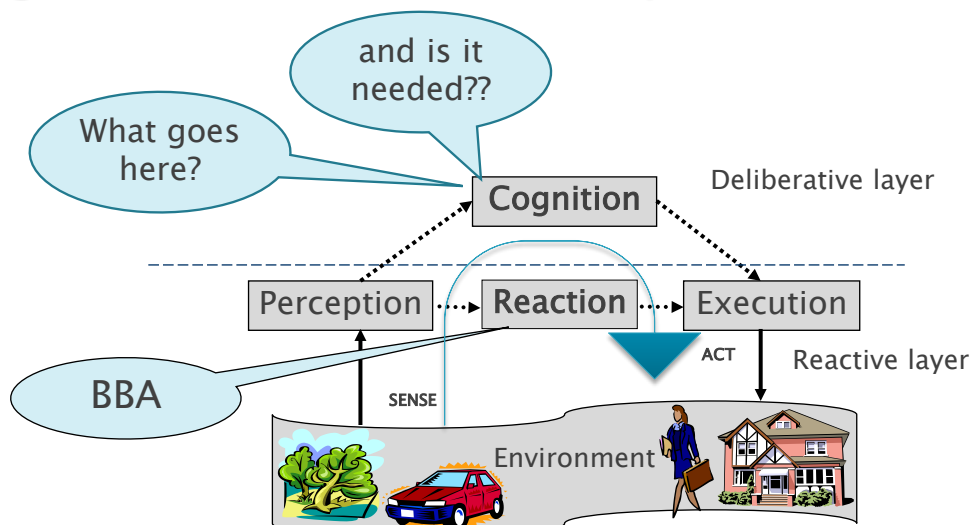 and is it
needed??
What goes
here?
Cognition
Deliberative layer
Perception
Reaction
Execution
ACT
Reactive layer
BBA
SENSE
Environment